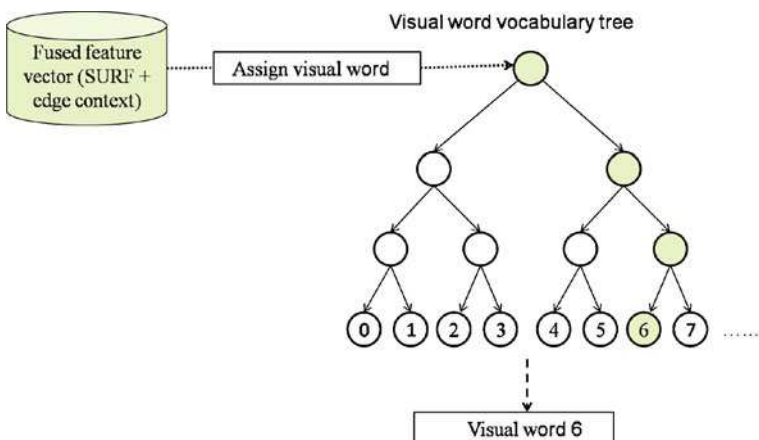 Visual word vocabulary tree
Fused feature
vector (SURF +
edge context)
Assign visual word
0 1 2 3 4 5 6 7 ......
Visual word 6